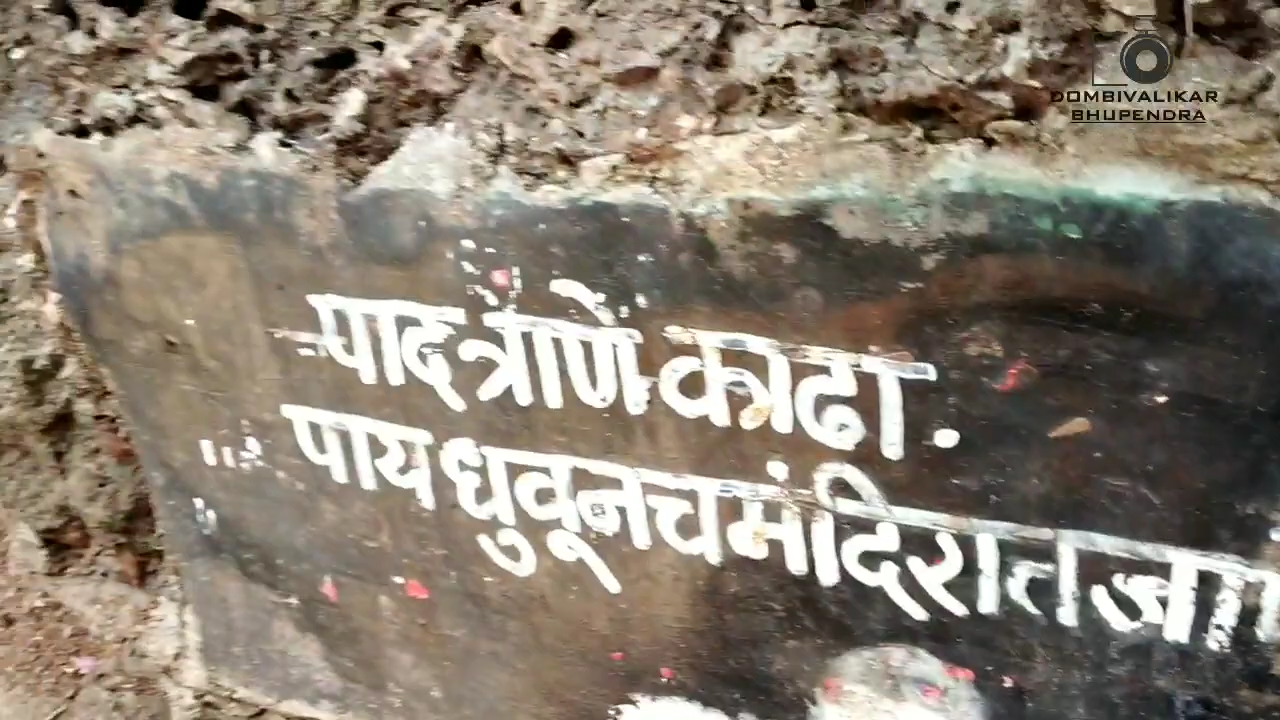 DOMBIVALIKAR
BHUPENDRA
पादत्राणे काढा.
पाय धुवूनच मंदिरात